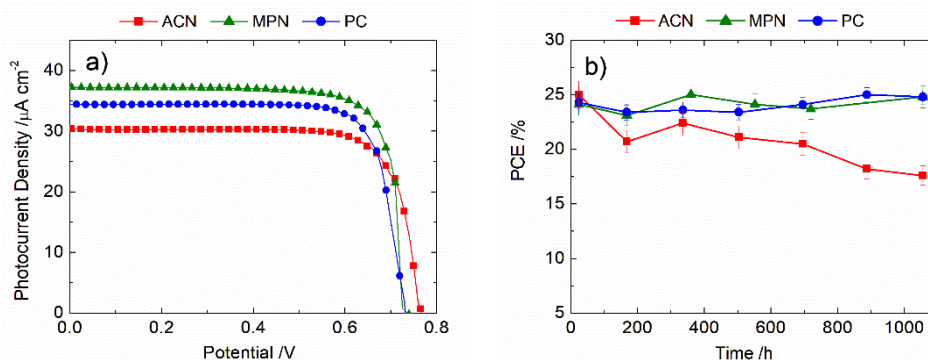 ACN MPN PC
a)
Photocurrent Density /μA cm⁻²
50
40
30
20
10
0
0.0 0.2 0.4 0.6 0.8
Potential /V
ACN MPN PC
b)
PCE /%
30
25
20
15
10
5
0 200 400 600 800 1000
Time /h